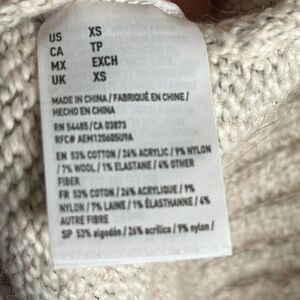 US XS
CA TP
MX EXCH
UK XS
MADE IN CHINA / FABRIQUÉ EN CHINE /
HECHO EN CHINA
RN 54485/CA 03873
RFC# AEM120605U9A
EN 53% COTTON / 26% ACRYLIC / 9% NYLON
/ 7% WOOL / 1% ELASTANE / 4% OTHER
FIBER
FR 53% COTON / 26% ACRYLIQUE / 9%
NYLON / 7% LAINE / 1% ÉLASTHANNE / 4%
AUTRE FIBRE
SP 53% algodón / 26% acrílico / 9% nylon /